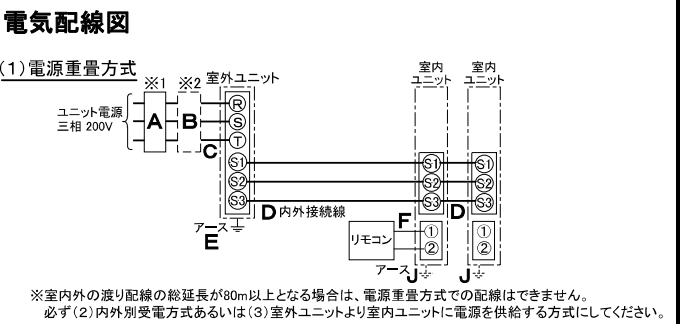 電気配線図
(1)電源重畳方式
※1 ※2 室外ユニット
室内
ユニット
室内
ユニット
ユニット電源
三相 200V
A
B
C
R
S
T
S1
S2
S3
S1
S2
S3
S1
S2
S3
D 内外接続線
D
アース
E
F
リモコン
①
②
①
②
アース J
J
※室内外の渡り配線の総延長が80m以上となる場合は、電源重畳方式での配線はできません。
必ず(2)内外別受電方式あるいは(3)室外ユニットより室内ユニットに電源を供給する方式にしてください。